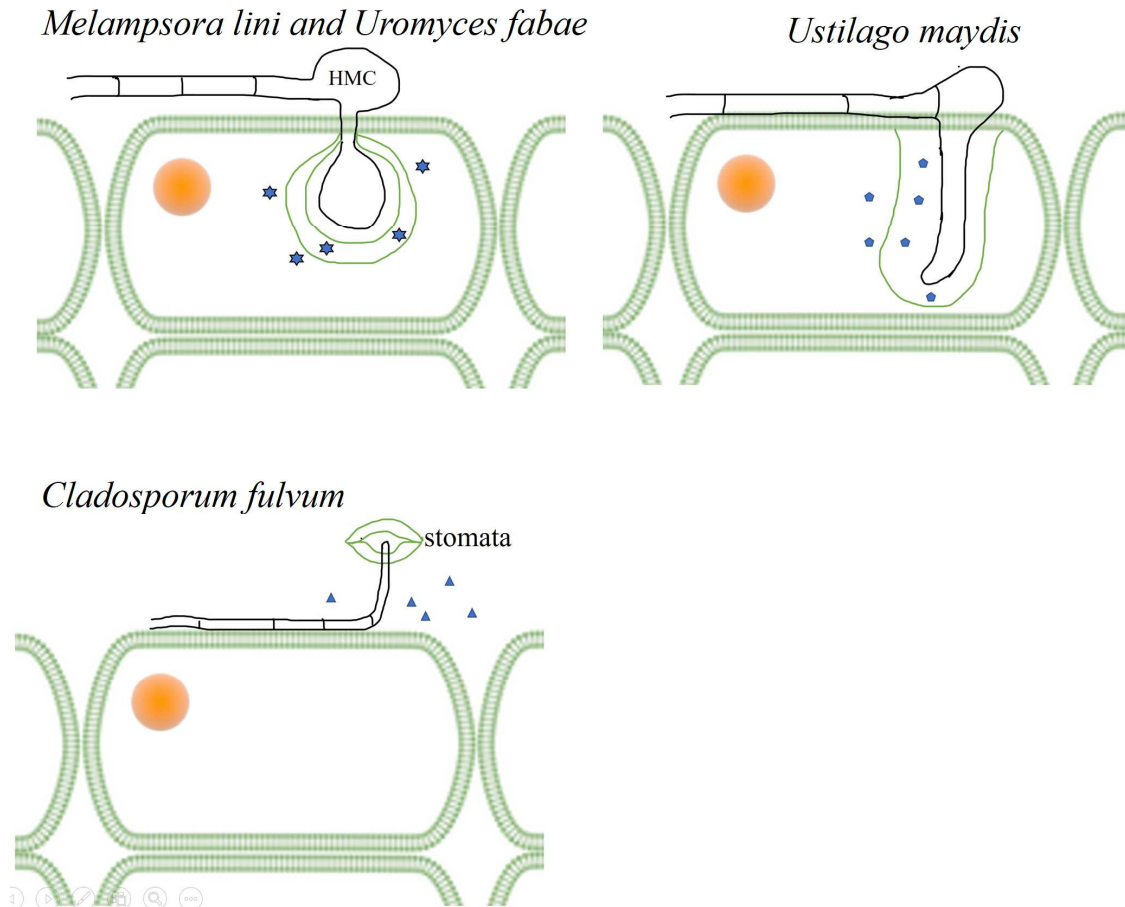 Melampsora lini and Uromyces fabae
HMC
Ustilago maydis
Cladosporum fulvum
stomata